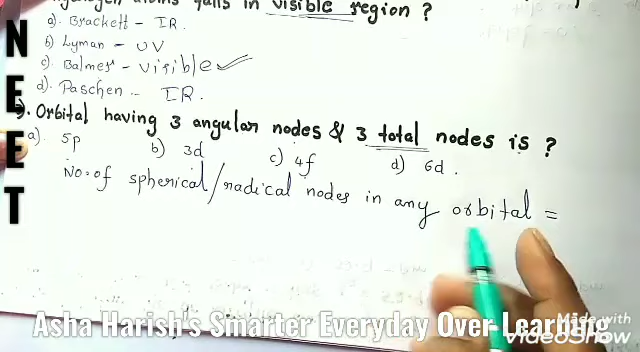 atoms falls in visible region ?
a). Brackett - IR.
b) Lyman - UV
c). Balmer - visible
d). Paschen - IR.
). Orbital having 3 angular nodes & 3 total nodes is ?
a). 5p b) 3d c) 4f d) 6d.
No. of spherical/radical nodes in any orbital =
NEET
Asha Harish's Smarter Everyday Over Learning
Made with
VideoShow